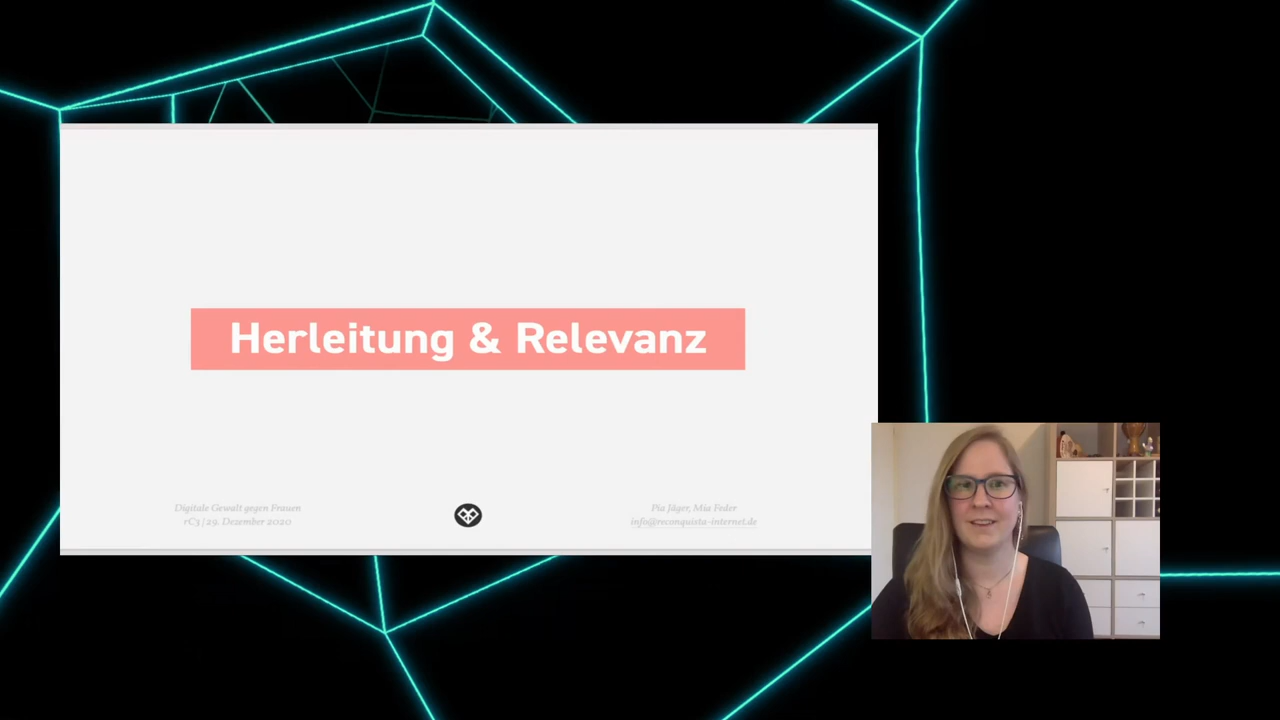 Herleitung & Relevanz
Digitale Gewalt gegen Frauen
rC3 | 29. Dezember 2020
Pia Jäger, Mia Feder
info@reconquista-internet.de